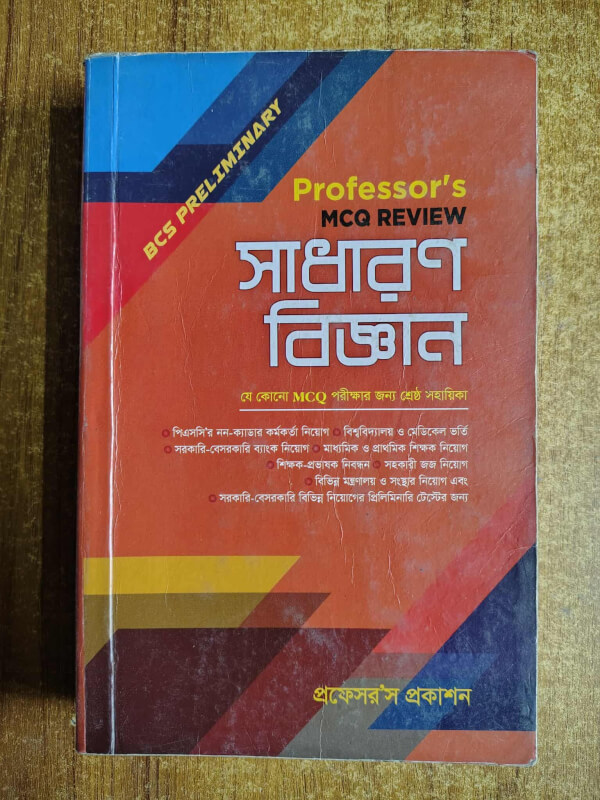 BCS PRELIMINARY
Professor's
MCQ REVIEW
সাধারণ
বিজ্ঞান
যে কোনো MCQ পরীক্ষার জন্য শ্রেষ্ঠ সহায়িকা
পিএসসি'র নন-ক্যাডার কর্মকর্তা নিয়োগ বিশ্ববিদ্যালয় ও মেডিকেল ভর্তি
সরকারি-বেসরকারি ব্যাংক নিয়োগ মাধ্যমিক ও প্রাথমিক শিক্ষক নিয়োগ
শিক্ষক-প্রভাষক নিবন্ধন সহকারী জজ নিয়োগ
বিভিন্ন মন্ত্রণালয় ও সংস্থার নিয়োগ এবং
সরকারি-বেসরকারি বিভিন্ন নিয়োগের প্রিলিমিনারি টেস্টের জন্য
প্রফেসর'স প্রকাশন